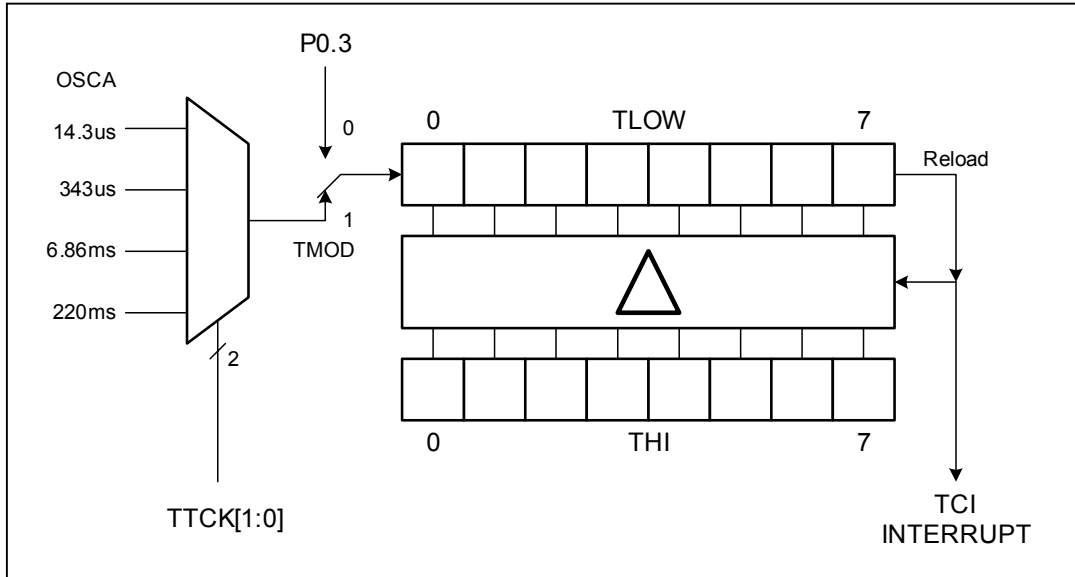 P0.3
OSCA
14.3us
343us
6.86ms
220ms
0
1
TMOD
2
TTCK[1:0]
0 TLOW 7
Reload
0 THI 7
TCI
INTERRUPT